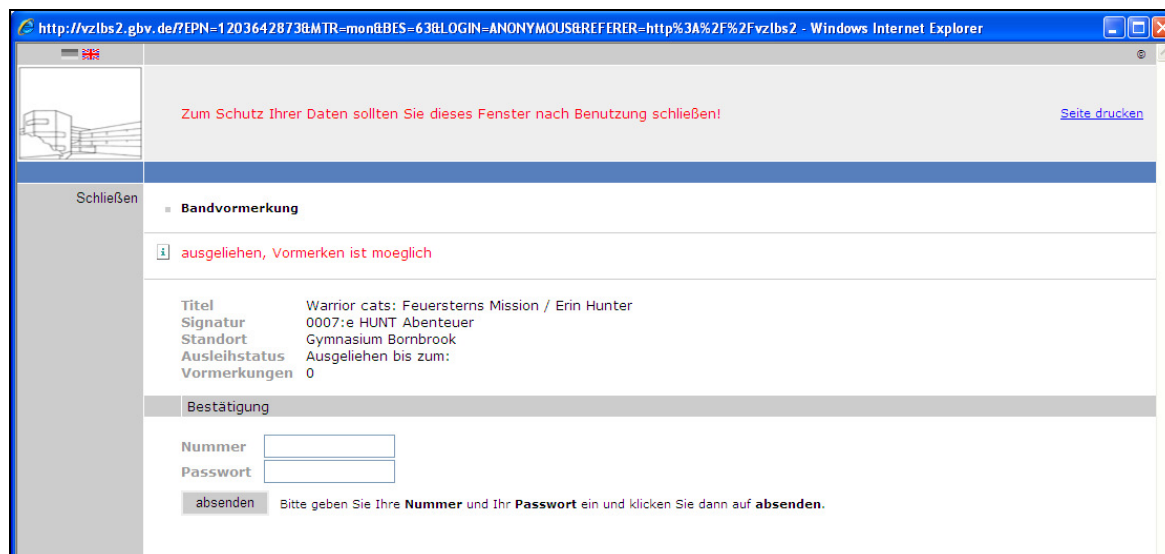 http://vzlbs2.gbv.de/?EPN=1203642873&MTR=mon&BES=63&LOGIN=ANONYMOUS&REFERER=http%3A%2F%2Fvzlbs2 - Windows Internet Explorer
©
Zum Schutz Ihrer Daten sollten Sie dieses Fenster nach Benutzung schließen!
Seite drucken
Schließen
Bandvormerkung
i ausgeliehen, Vormerken ist moeglich
Titel Warrior cats: Feuersterns Mission / Erin Hunter
Signatur 0007:e HUNT Abenteuer
Standort Gymnasium Bornbrook
Ausleihstatus Ausgeliehen bis zum:
Vormerkungen 0
Bestätigung
Nummer
Passwort
absenden Bitte geben Sie Ihre Nummer und Ihr Passwort ein und klicken Sie dann auf absenden.